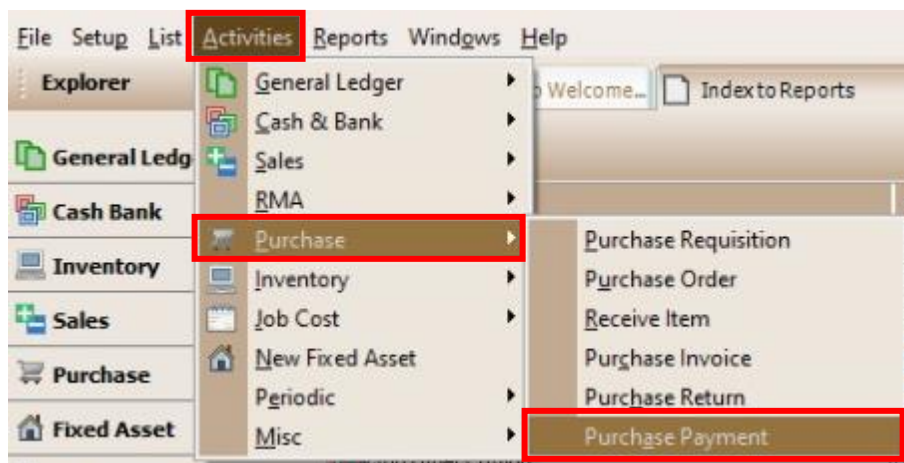 File Setup List Activities Reports Windows Help
Explorer
Welcome...
Index to Reports
General Ledg
Cash Bank
Inventory
Sales
Purchase
Fixed Asset
General Ledger
Cash & Bank
Sales
RMA
Purchase
Inventory
Job Cost
New Fixed Asset
Periodic
Misc
Purchase Requisition
Purchase Order
Receive Item
Purchase Invoice
Purchase Return
Purchase Payment